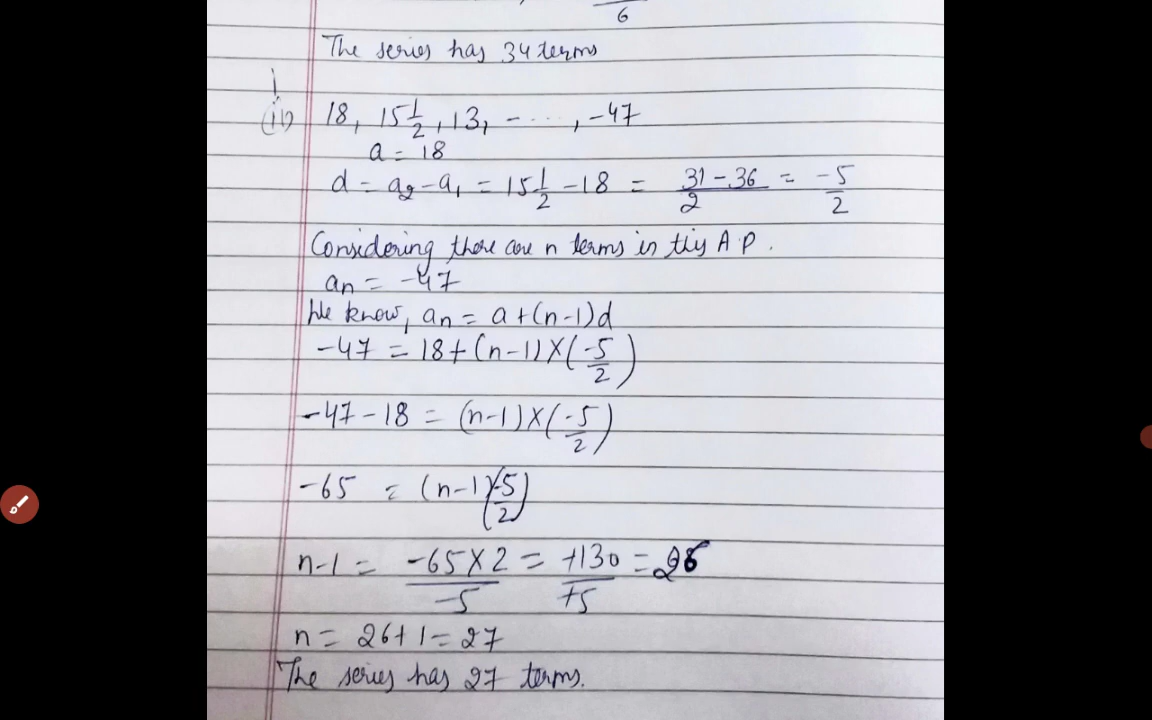 6
The series has 34 terms
(ii) 18, 15 1/2, 13, - ...., -47
a = 18
d = a2 - a1 = 15 1/2 - 18 = 31 - 36 / 2 = -5/2
Considering there are n terms in this A.P.
an = -47
We know, an = a + (n-1)d
-47 = 18 + (n-1) × (-5/2)
-47 - 18 = (n-1) × (-5/2)
-65 = (n-1)(-5/2)
n-1 = -65 × 2 / -5 = +130 / +5 = 26
n = 26 + 1 = 27
The series has 27 terms.